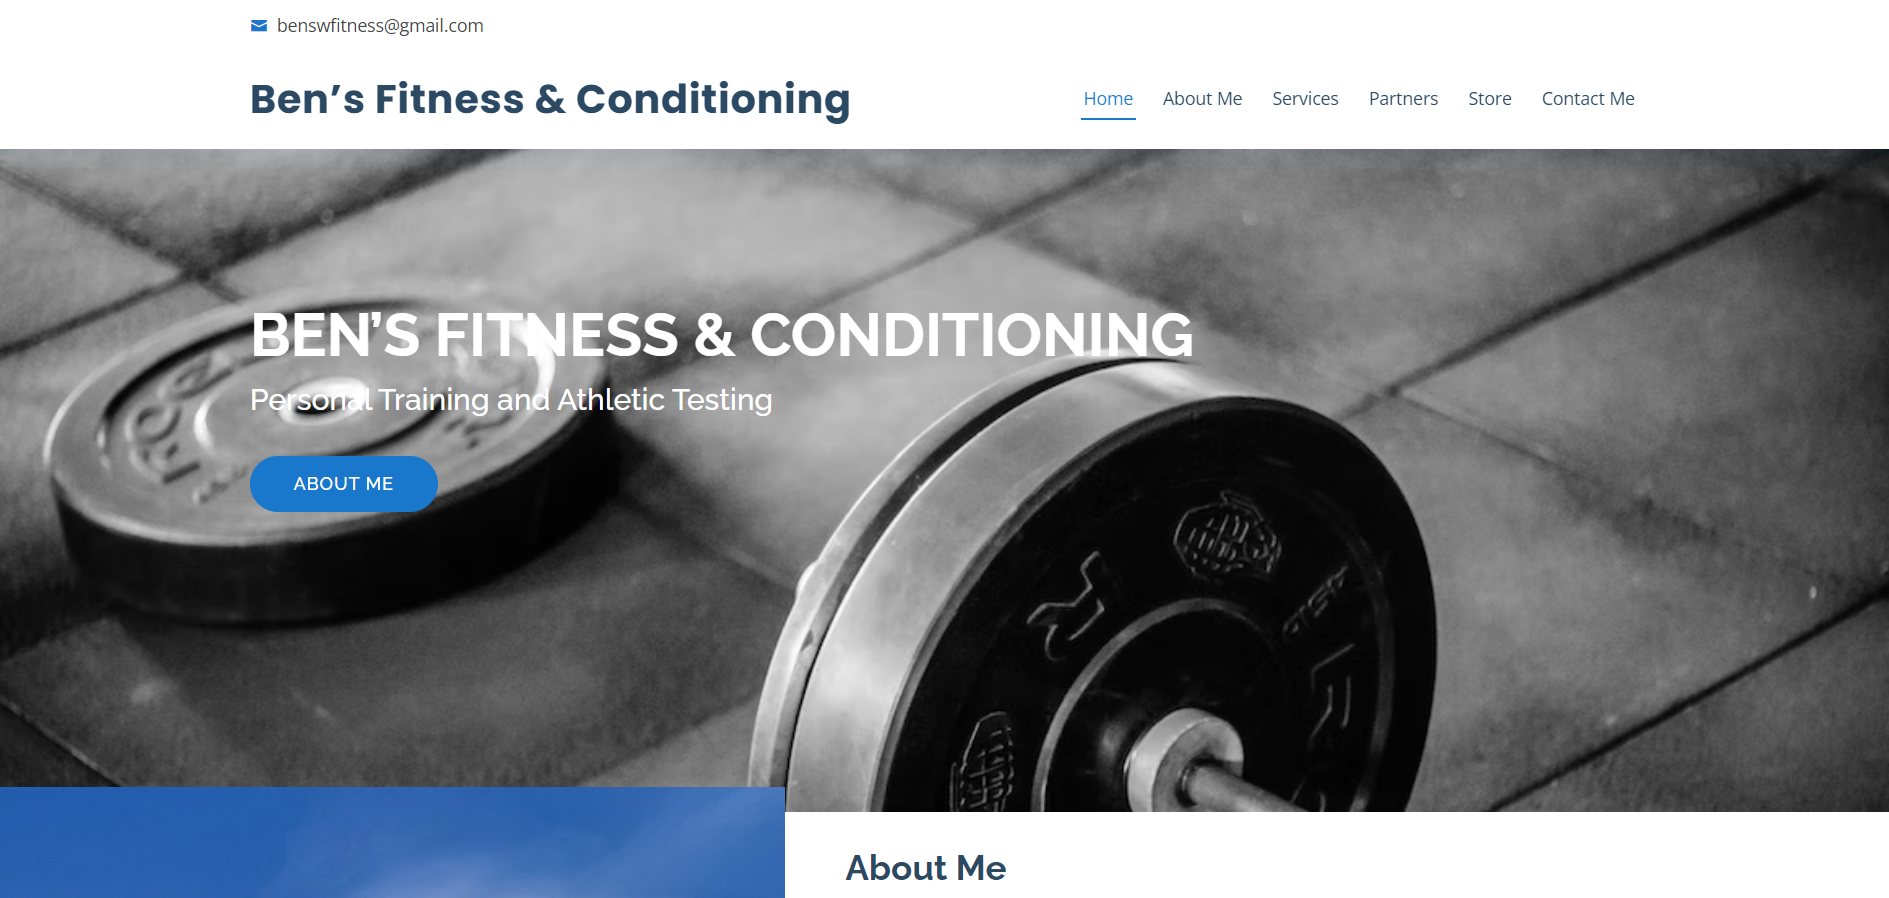 benswfitness@gmail.com
Ben’s Fitness & Conditioning
Home About Me Services Partners Store Contact Me
BEN’S FITNESS & CONDITIONING
Personal Training and Athletic Testing
ABOUT ME
About Me